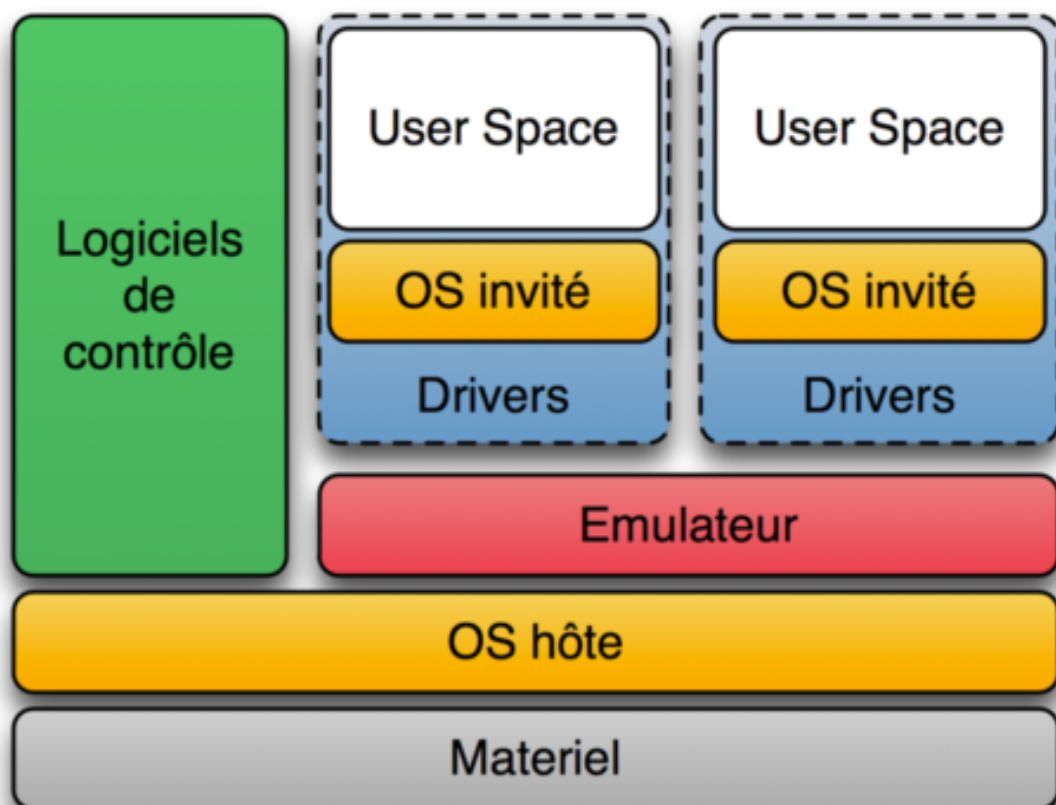 Logiciels
de
contrôle
User Space
OS invité
Drivers
User Space
OS invité
Drivers
Emulateur
OS hôte
Materiel